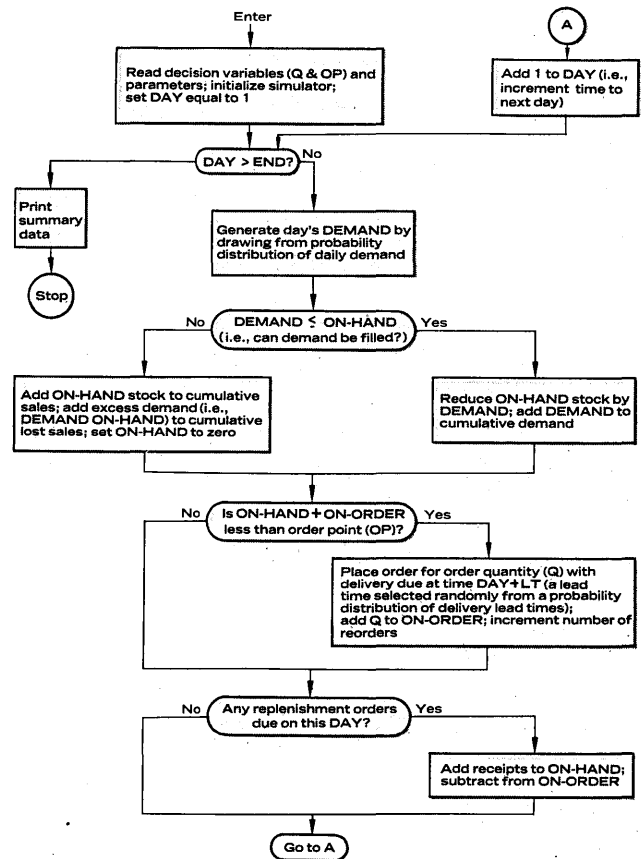 Enter
A
Read decision variables (Q & OP) and
parameters; initialize simulator;
set DAY equal to 1
Add 1 to DAY (i.e.,
increment time to
next day)
DAY > END?
No
Print
summary
data
Stop
Generate day's DEMAND by
drawing from probability
distribution of daily demand
No
DEMAND ≤ ON-HAND
(i.e., can demand be filled?)
Yes
Add ON-HAND stock to cumulative
sales; add excess demand (i.e.,
DEMAND ON-HAND) to cumulative
lost sales; set ON-HAND to zero
Reduce ON-HAND stock by
DEMAND; add DEMAND to
cumulative demand
No
Is ON-HAND + ON-ORDER
less than order point (OP)?
Yes
Place order for order quantity (Q) with
delivery due at time DAY+LT (a lead
time selected randomly from a probability
distribution of delivery lead times);
add Q to ON-ORDER; increment number of
reorders
No
Any replenishment orders
due on this DAY?
Yes
Add receipts to ON-HAND;
subtract from ON-ORDER
Go to A